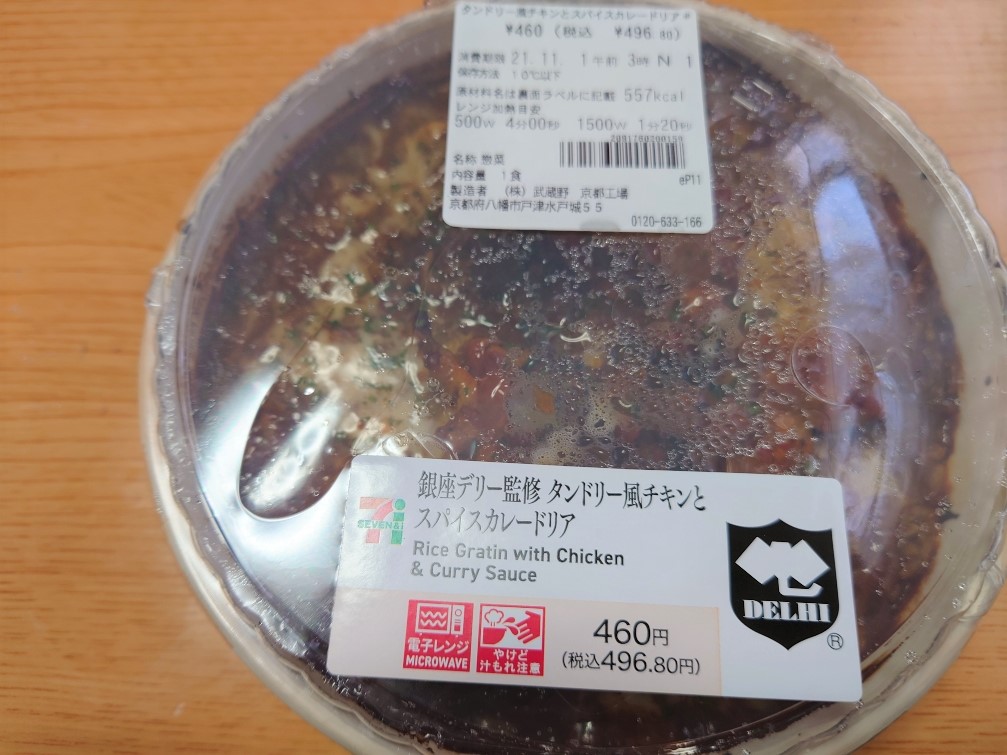 タンドリー風チキンとスパイスカレードリア
¥460 (税込 ¥496.80)
消費期限 21.11. 1午前 3時 N 1
保存方法 10℃以下
原材料名は裏面ラベルに記載 557kcal
レンジ加熱目安
500W 4分00秒 1500W 1分20秒
名称 惣菜
内容量 1食
eP11
製造者 (株)武蔵野 京都工場
京都府八幡市戸津水戸城55
0120-633-166
銀座デリー監修 タンドリー風チキンと
スパイスカレードリア
SEVEN&i
Rice Gratin with Chicken
& Curry Sauce
DELHI
®
電子レンジ
MICROWAVE
やけど
汁もれ注意
460円
(税込496.80円)